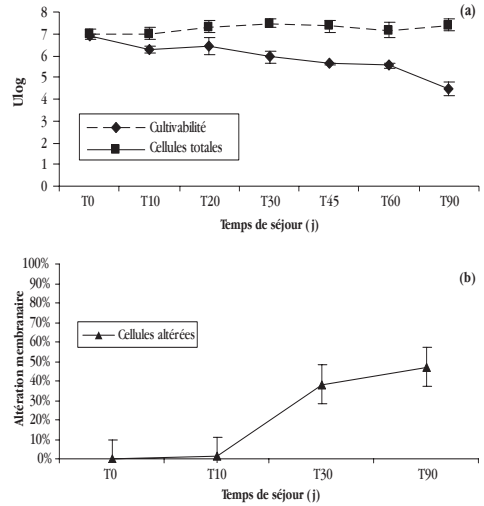 (a)
8
7
6
5
4
3
2
1
0
Ulog
Cultivabilité
Cellules totales
T0 T10 T20 T30 T45 T60 T90
Temps de séjour (j)
(b)
100%
90%
80%
70%
60%
50%
40%
30%
20%
10%
0%
Altération membranaire
Cellules altérées
T0 T10 T30 T90
Temps de séjour (j)